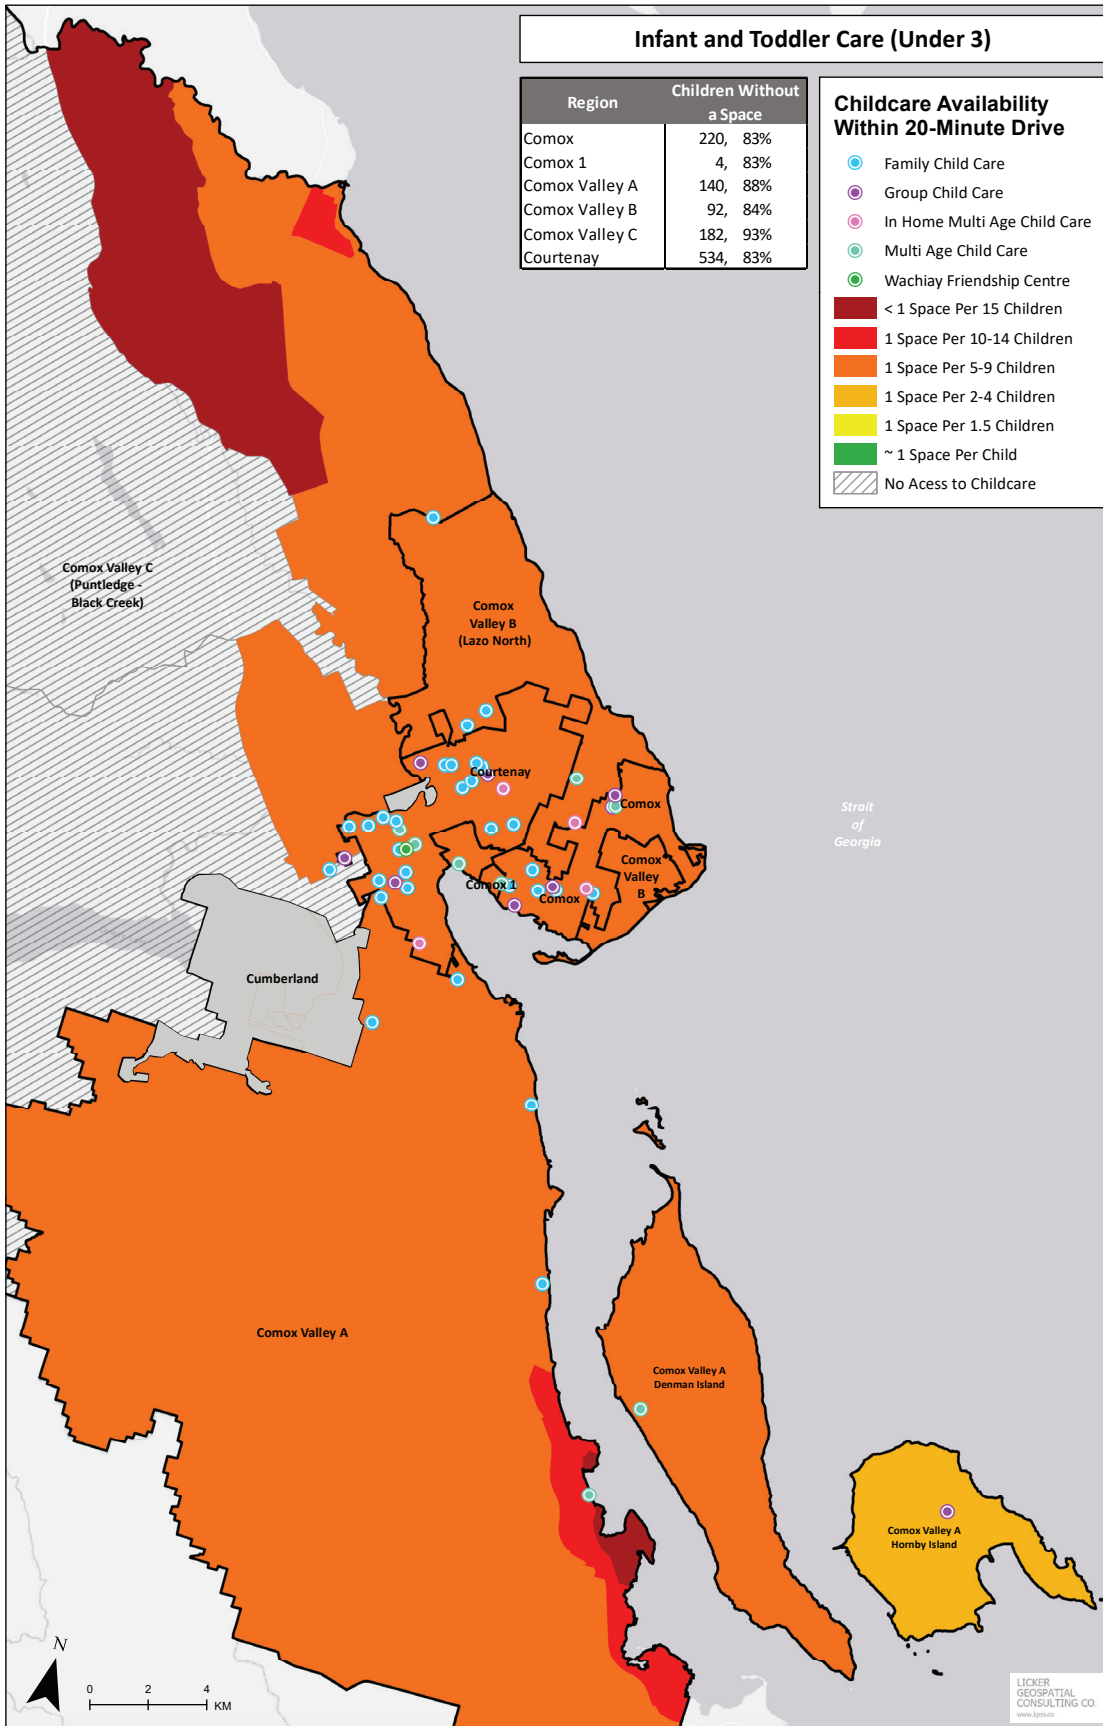 Infant and Toddler Care (Under 3)
Region
Children Without
a Space
Comox 220, 83%
Comox 1 4, 83%
Comox Valley A 140, 88%
Comox Valley B 92, 84%
Comox Valley C 182, 93%
Courtenay 534, 83%
Childcare Availability
Within 20-Minute Drive
Family Child Care
Group Child Care
In Home Multi Age Child Care
Multi Age Child Care
Wachiay Friendship Centre
< 1 Space Per 15 Children
1 Space Per 10-14 Children
1 Space Per 5-9 Children
1 Space Per 2-4 Children
1 Space Per 1.5 Children
~ 1 Space Per Child
No Acess to Childcare
Comox Valley C
(Puntledge -
Black Creek)
Comox
Valley B
(Lazo North)
Courtenay
Comox
Strait
of
Georgia
Comox
Valley
B
Comox 1
Comox
Cumberland
Comox Valley A
Comox Valley A
Denman Island
Comox Valley A
Hornby Island
N
0 2 4
KM
LICKER
GEOSPATIAL
CONSULTING CO.